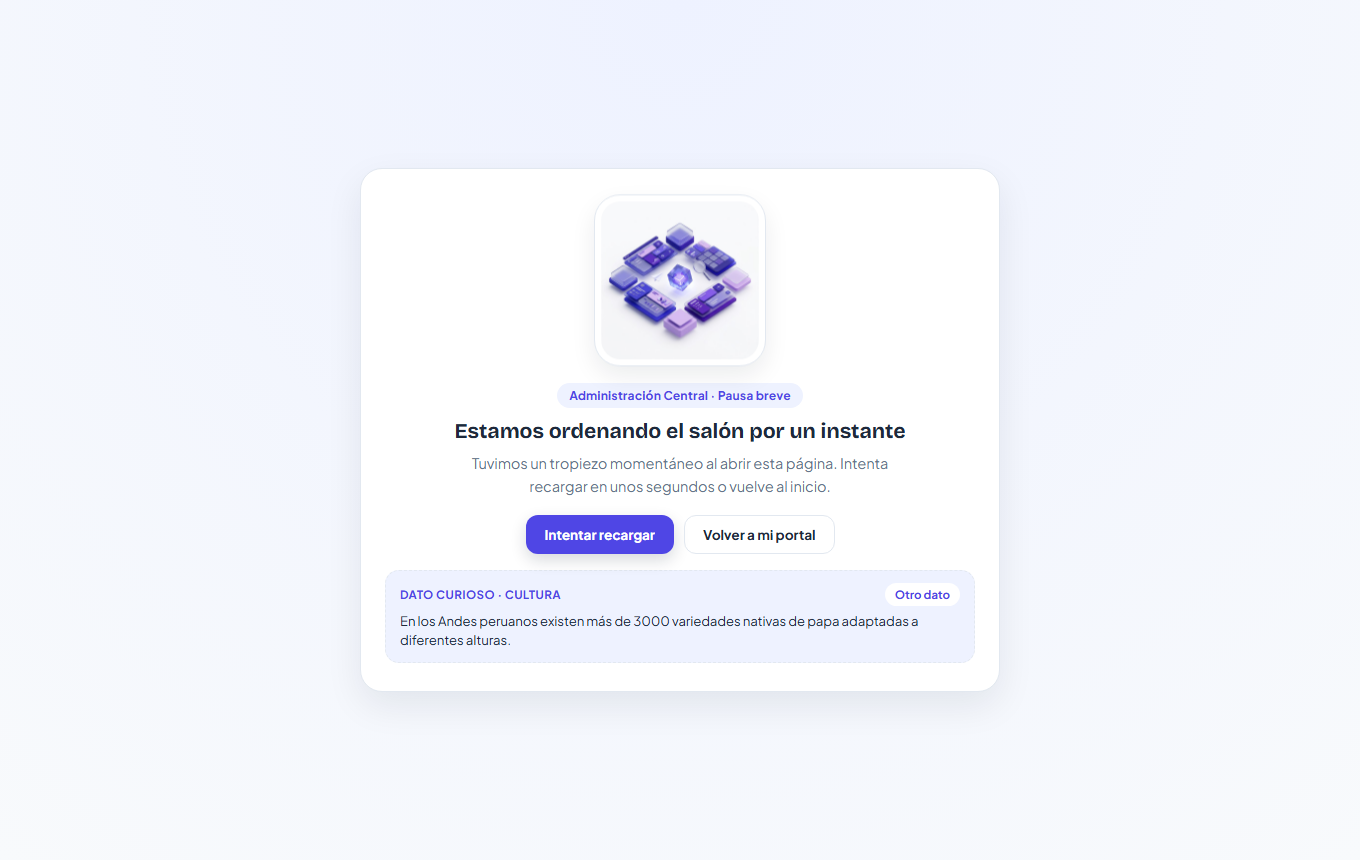 Administración Central · Pausa breve
Estamos ordenando el salón por un instante
Tuvimos un tropiezo momentáneo al abrir esta página. Intenta
recargar en unos segundos o vuelve al inicio.
Intentar recargar
Volver a mi portal
DATO CURIOSO · CULTURA
Otro dato
En los Andes peruanos existen más de 3000 variedades nativas de papa adaptadas a
diferentes alturas.